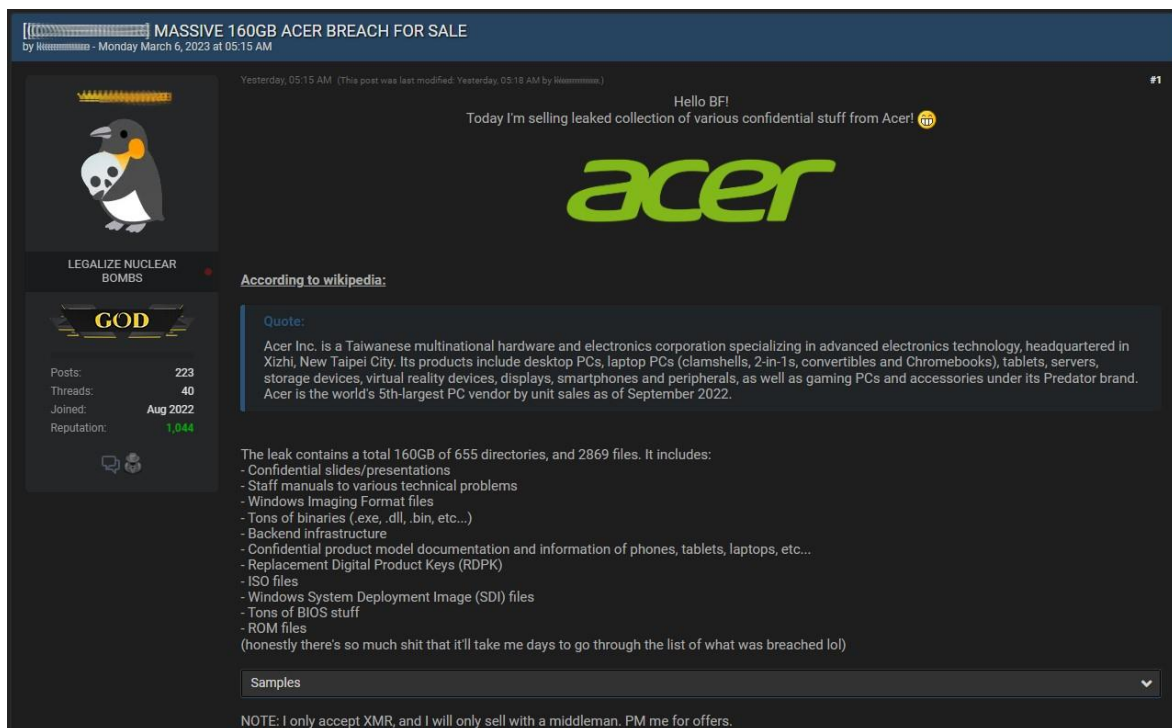 MASSIVE 160GB ACER BREACH FOR SALE
by - Monday March 6, 2023 at 05:15 AM
Yesterday, 05:15 AM (This post was last modified: Yesterday, 05:18 AM by .)
#1
Hello BF!
Today I'm selling leaked collection of various confidential stuff from Acer!
acer
LEGALIZE NUCLEAR
BOMBS
GOD
Posts: 223
Threads: 40
Joined: Aug 2022
Reputation: 1,044
According to wikipedia:
Quote:
Acer Inc. is a Taiwanese multinational hardware and electronics corporation specializing in advanced electronics technology, headquartered in
Xizhi, New Taipei City. Its products include desktop PCs, laptop PCs (clamshells, 2-in-1s, convertibles and Chromebooks), tablets, servers,
storage devices, virtual reality devices, displays, smartphones and peripherals, as well as gaming PCs and accessories under its Predator brand.
Acer is the world's 5th-largest PC vendor by unit sales as of September 2022.
The leak contains a total 160GB of 655 directories, and 2869 files. It includes:
- Confidential slides/presentations
- Staff manuals to various technical problems
- Windows Imaging Format files
- Tons of binaries (.exe, .dll, .bin, etc...)
- Backend infrastructure
- Confidential product model documentation and information of phones, tablets, laptops, etc...
- Replacement Digital Product Keys (RDPK)
- ISO files
- Windows System Deployment Image (SDI) files
- Tons of BIOS stuff
- ROM files
(honestly there's so much shit that it'll take me days to go through the list of what was breached lol)
Samples
NOTE: I only accept XMR, and I will only sell with a middleman. PM me for offers.